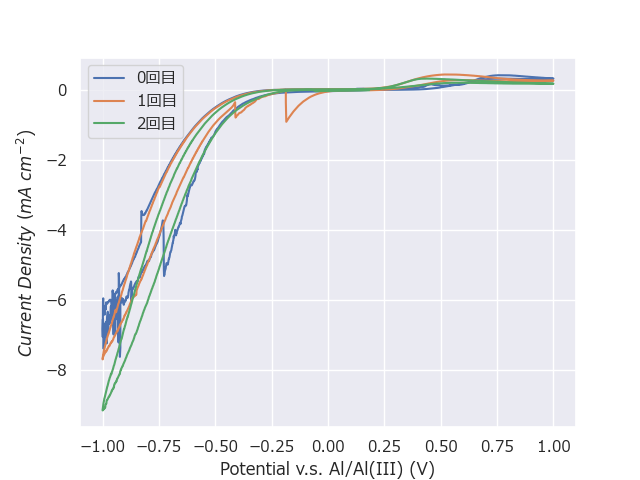 0回目
1回目
2回目
0
−2
−4
−6
−8
Current Density (mA cm⁻²)
−1.00 −0.75 −0.50 −0.25 0.00 0.25 0.50 0.75 1.00
Potential v.s. Al/Al(III) (V)